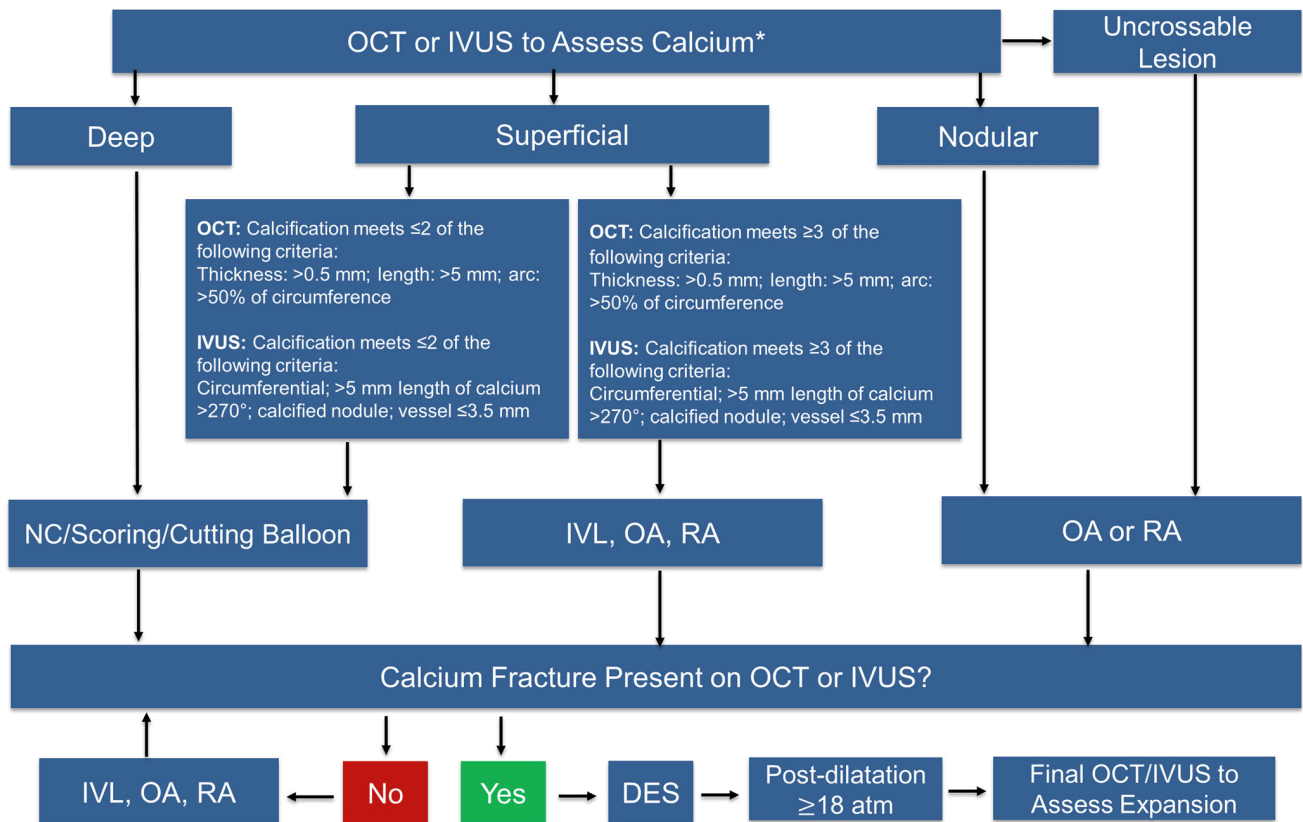 OCT or IVUS to Assess Calcium*
Uncrossable
Lesion
Deep
Superficial
Nodular
OCT: Calcification meets ≤2 of the
following criteria:
Thickness: >0.5 mm; length: >5 mm; arc:
>50% of circumference
IVUS: Calcification meets ≤2 of the
following criteria:
Circumferential; >5 mm length of calcium
>270°; calcified nodule; vessel ≤3.5 mm
OCT: Calcification meets ≥3 of the
following criteria:
Thickness: >0.5 mm; length: >5 mm; arc:
>50% of circumference
IVUS: Calcification meets ≥3 of the
following criteria:
Circumferential; >5 mm length of calcium
>270°; calcified nodule; vessel ≤3.5 mm
NC/Scoring/Cutting Balloon
IVL, OA, RA
OA or RA
Calcium Fracture Present on OCT or IVUS?
IVL, OA, RA
No
Yes
DES
Post-dilatation
≥18 atm
Final OCT/IVUS to
Assess Expansion